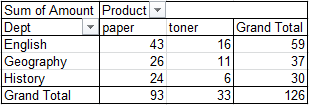 Sum of Amount Product
Dept paper toner Grand Total
English 43 16 59
Geography 26 11 37
History 24 6 30
Grand Total 93 33 126